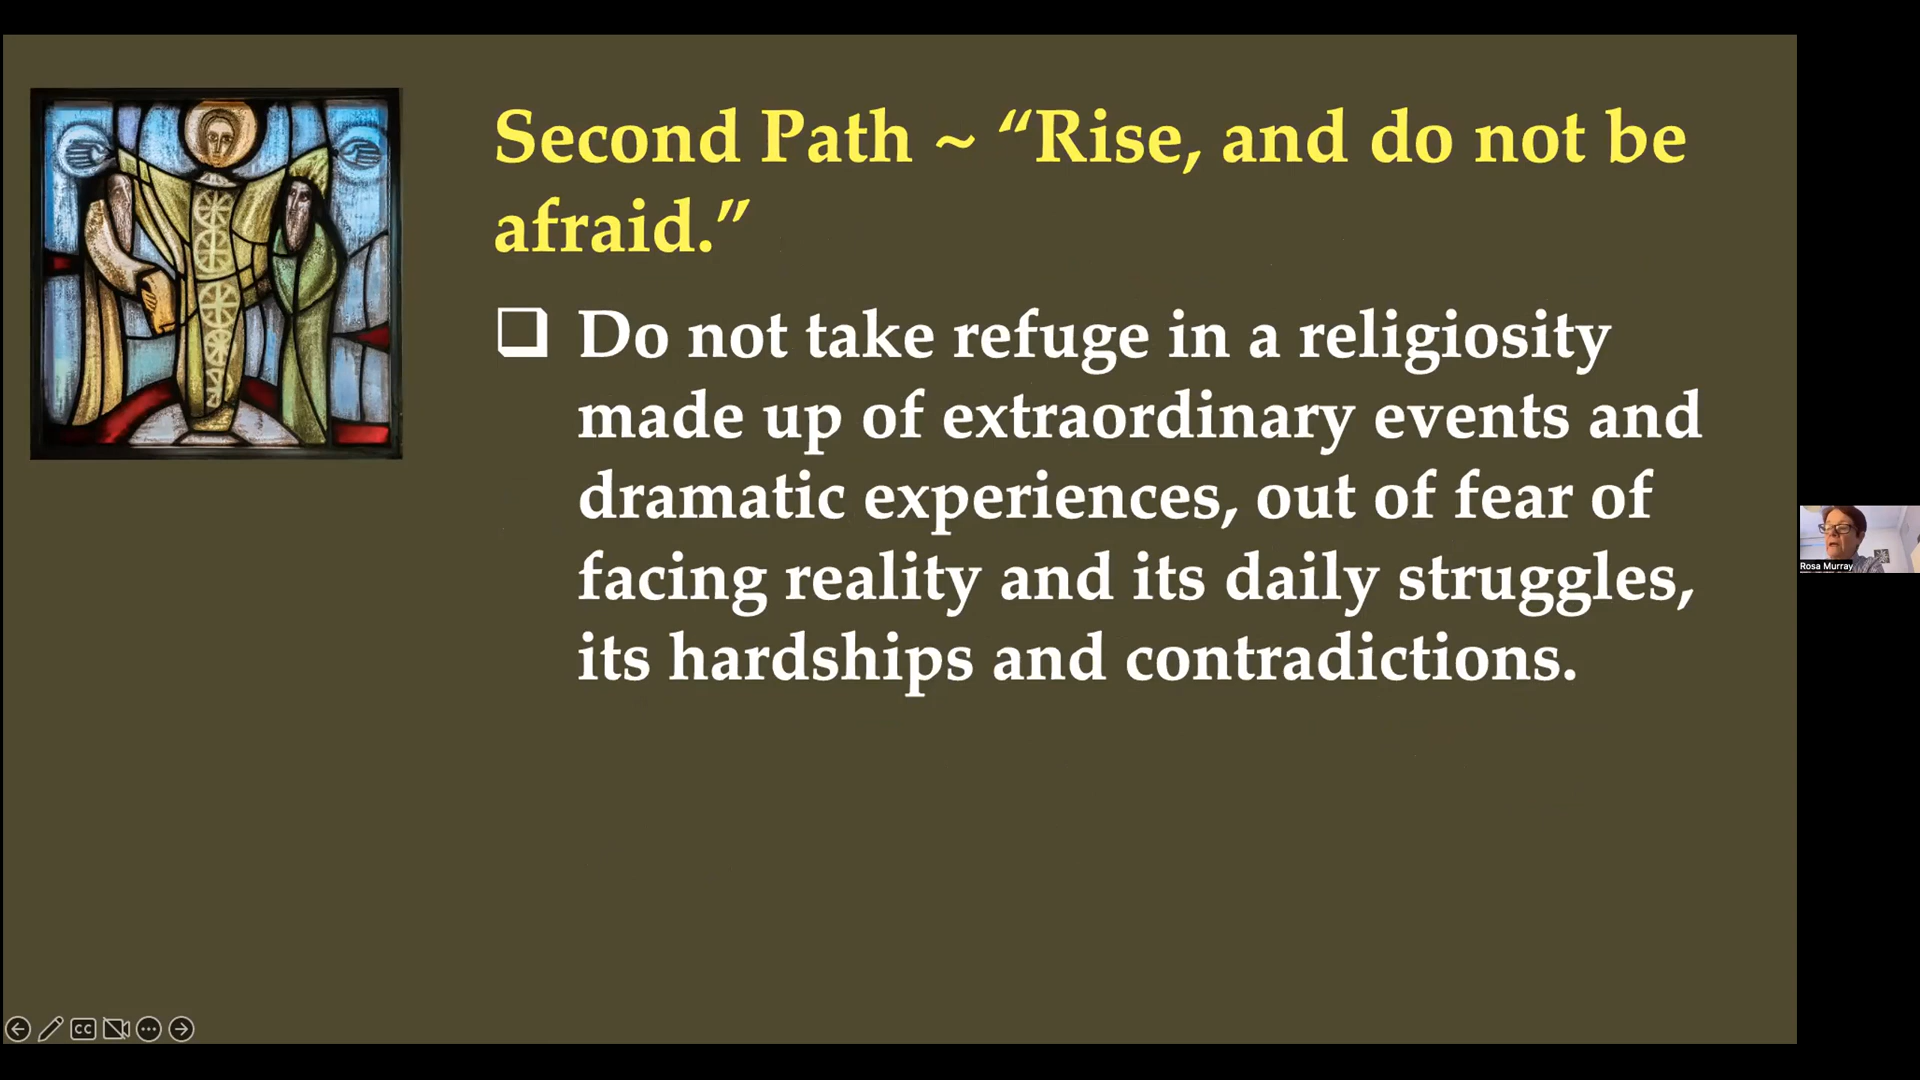 Second Path ~ “Rise, and do not be
afraid.”
❑ Do not take refuge in a religiosity
made up of extraordinary events and
dramatic experiences, out of fear of
facing reality and its daily struggles,
its hardships and contradictions.
Rosa Murray
CC